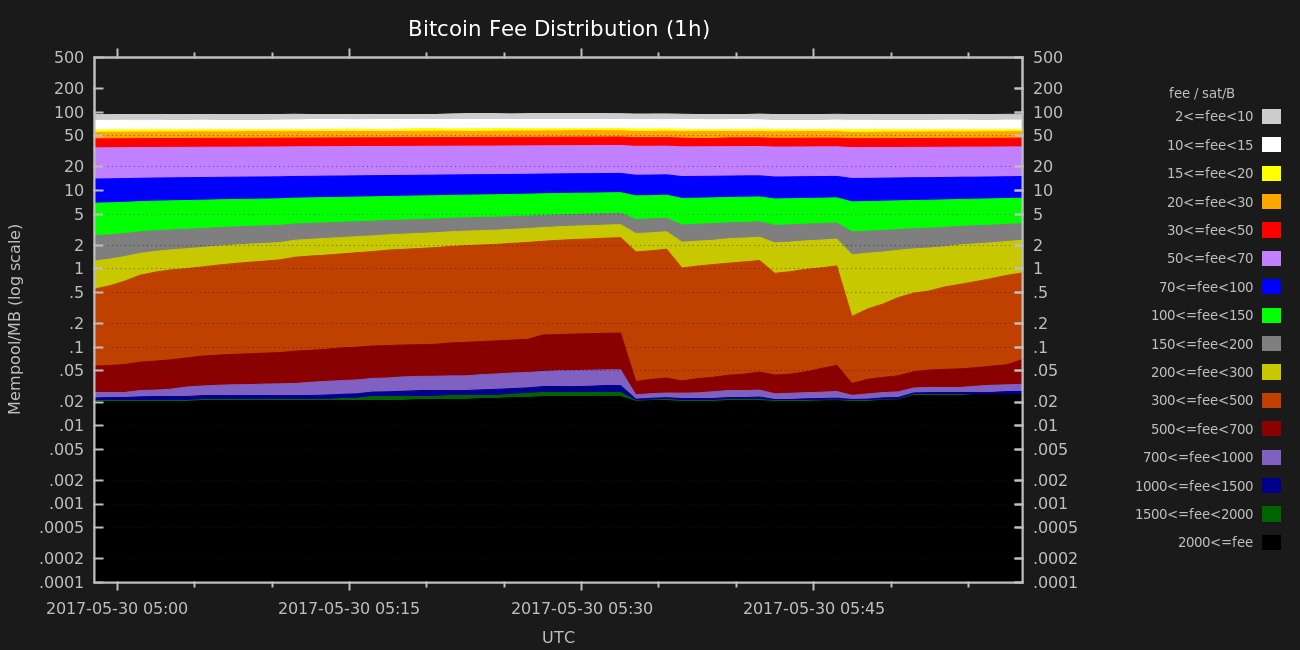 Bitcoin Fee Distribution (1h)
Mempool/MB (log scale)
500
200
100
50
20
10
5
2
1
.5
.2
.1
.05
.02
.01
.005
.002
.001
.0005
.0002
.0001
500
200
100
50
20
10
5
2
1
.5
.2
.1
.05
.02
.01
.005
.002
.001
.0005
.0002
.0001
2017-05-30 05:00 2017-05-30 05:15 2017-05-30 05:30 2017-05-30 05:45
UTC
fee / sat/B
2<=fee<10
10<=fee<15
15<=fee<20
20<=fee<30
30<=fee<50
50<=fee<70
70<=fee<100
100<=fee<150
150<=fee<200
200<=fee<300
300<=fee<500
500<=fee<700
700<=fee<1000
1000<=fee<1500
1500<=fee<2000
2000<=fee